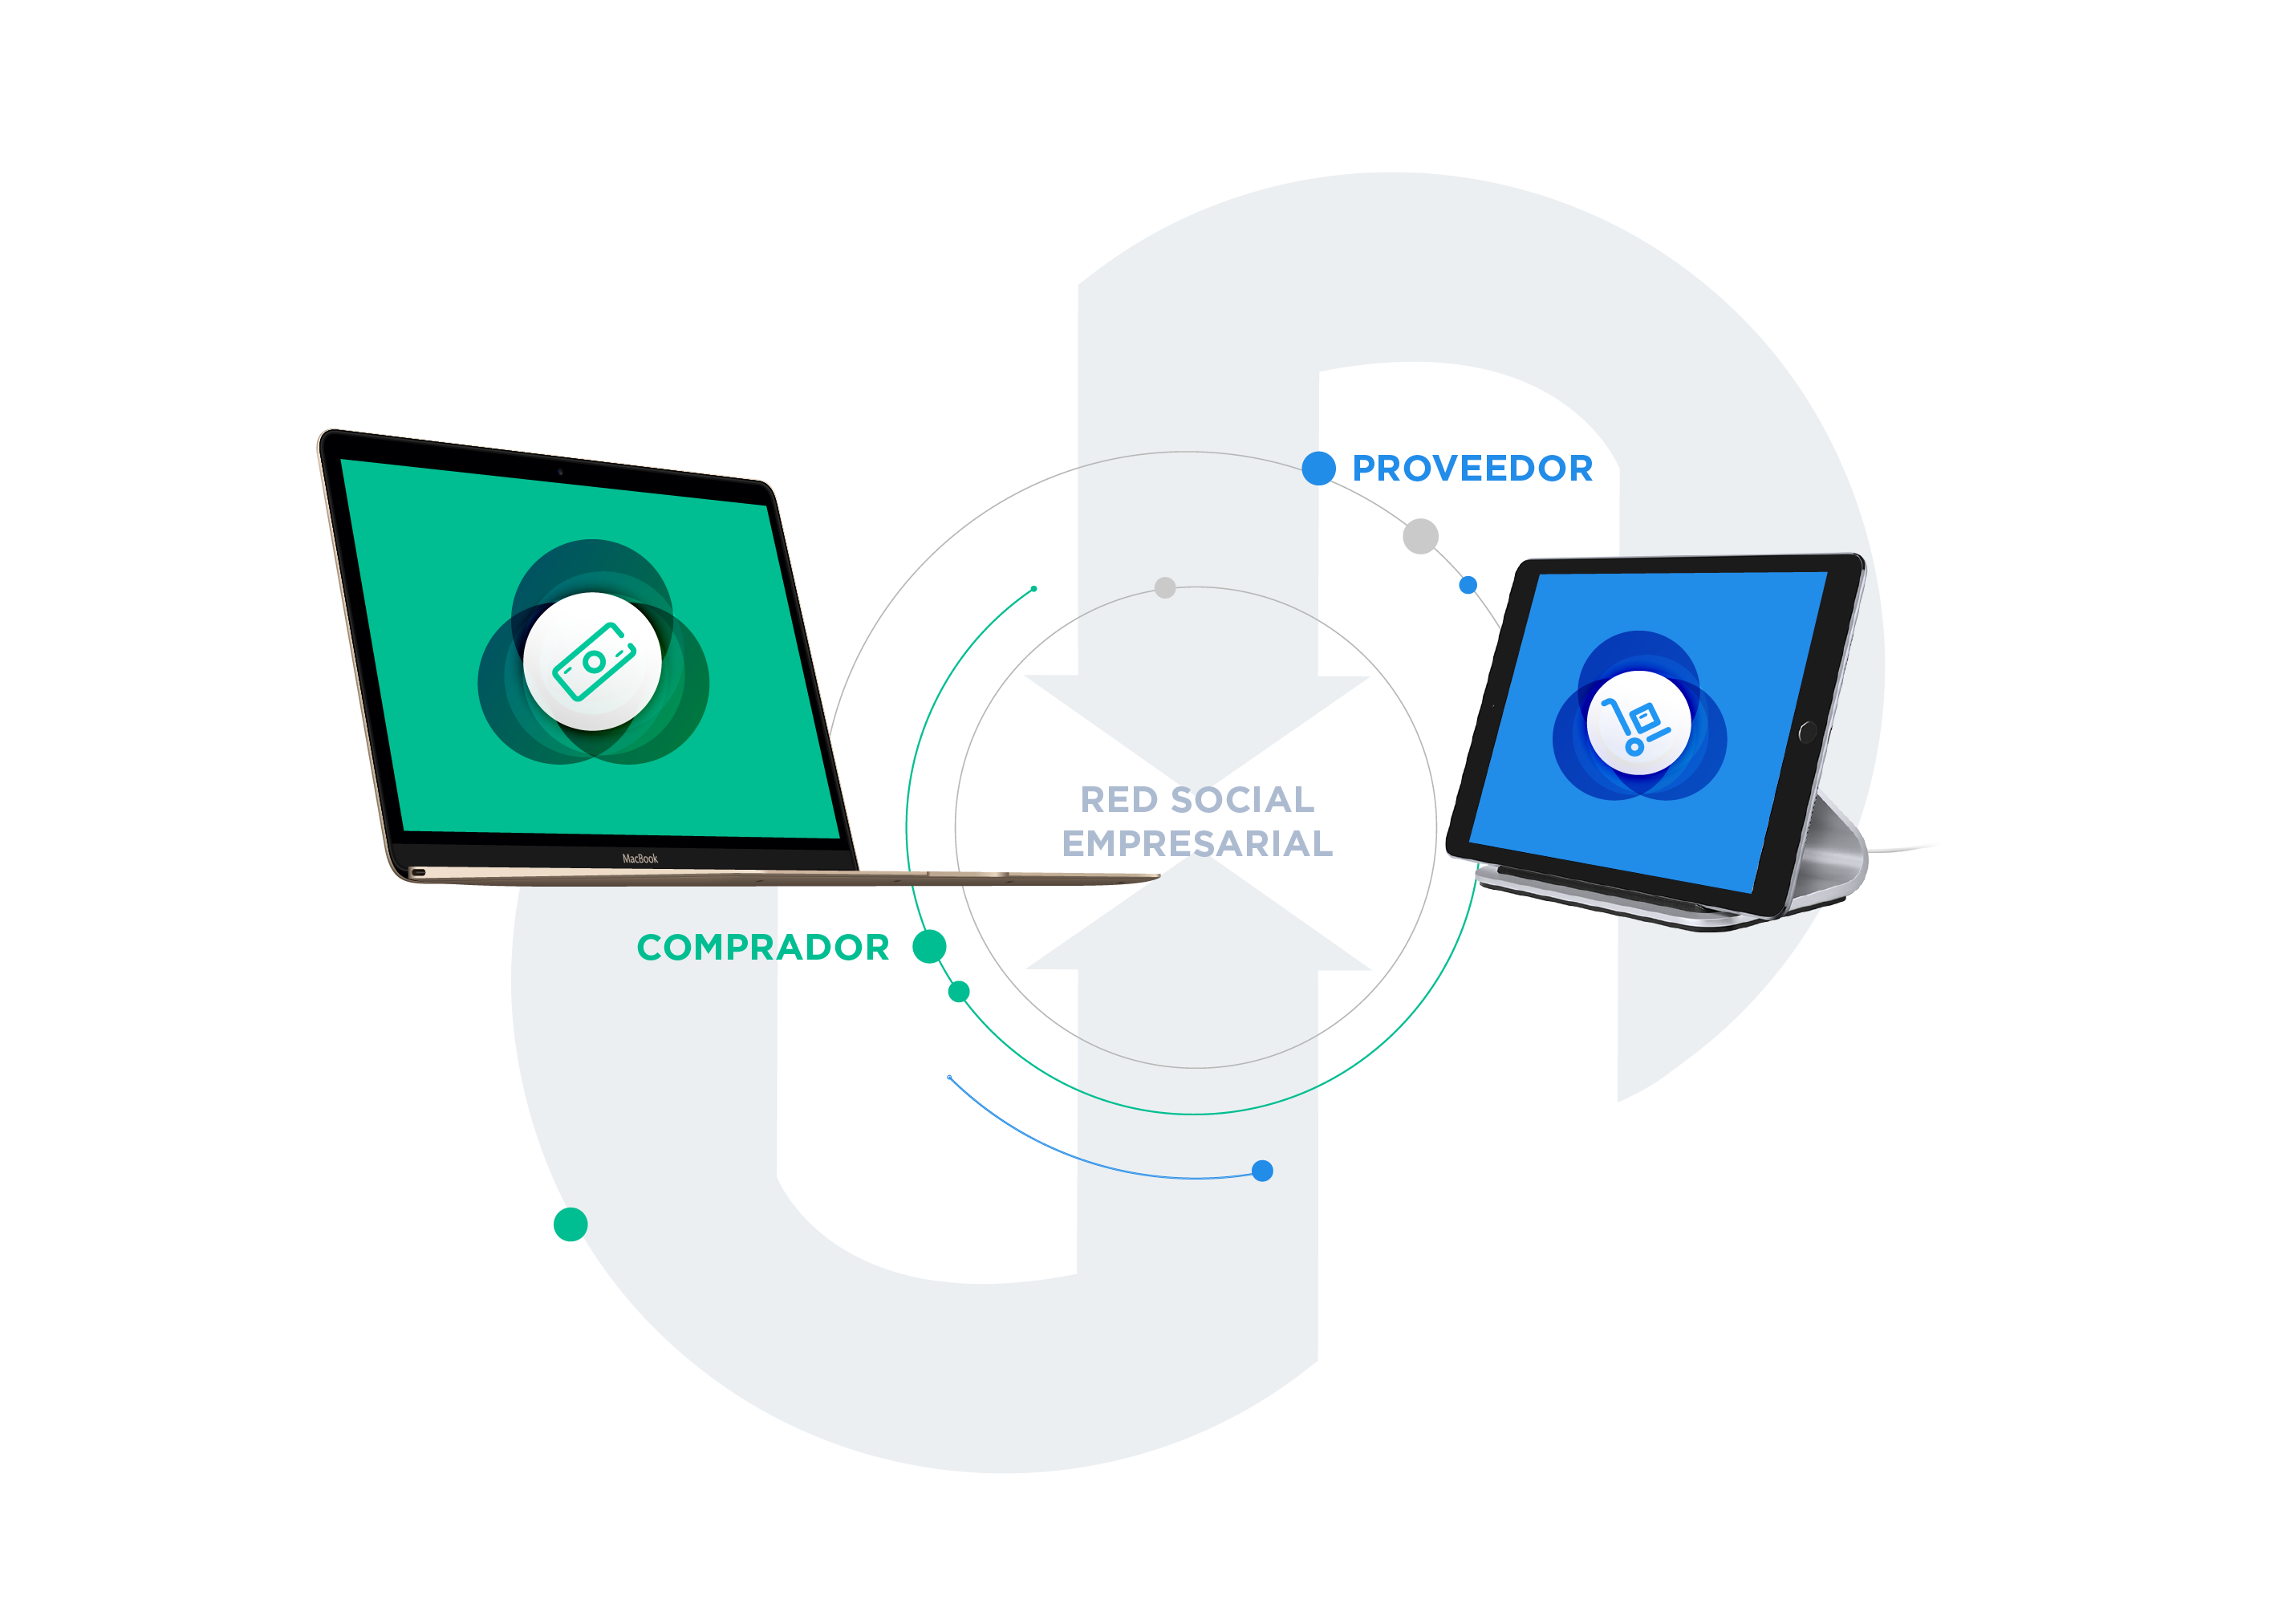 PROVEEDOR
RED SOCIAL
EMPRESARIAL
MacBook
COMPRADOR